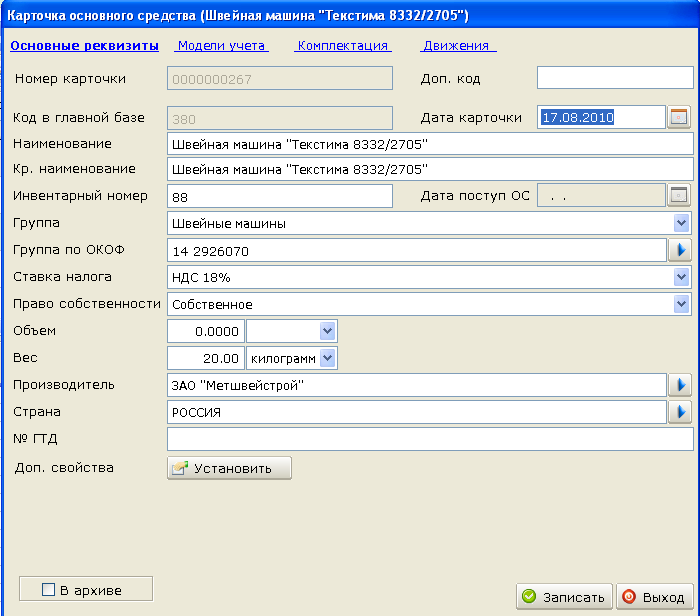 Карточка основного средства (Швейная машина "Текстима 8332/2705")
Основные реквизиты Модели учета Комплектация Движения
Номер карточки 0000000267 Доп. код
Код в главной базе 380 Дата карточки 17.08.2010
Наименование Швейная машина "Текстима 8332/2705"
Кр. наименование Швейная машина "Текстима 8332/2705"
Инвентарный номер 88 Дата поступ ОС . .
Группа Швейные машины
Группа по ОКОФ 14 2926070
Ставка налога НДС 18%
Право собственности Собственное
Объем 0.0000
Вес 20.00 килограмм
Производитель ЗАО "Метшвейстрой"
Страна РОССИЯ
№ ГТД
Доп. свойства Установить
В архиве
Записать Выход